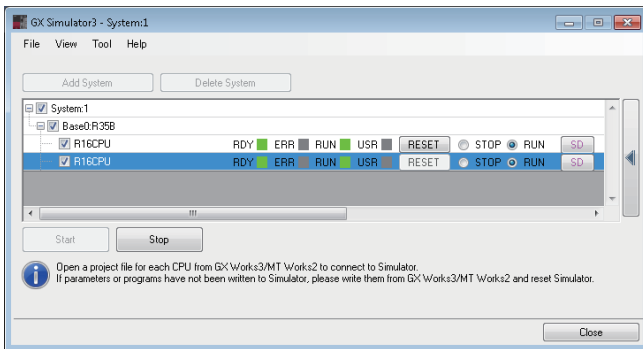 GX Simulator3 - System:1
File View Tool Help
Add System Delete System
System:1
Base0:R35B
R16CPU RDY ERR RUN USR RESET STOP RUN SD
R16CPU RDY ERR RUN USR RESET STOP RUN SD
Start Stop
Open a project file for each CPU from GX Works3/MT Works2 to connect to Simulator.
If parameters or programs have not been written to Simulator, please write them from GX Works3/MT Works2 and reset Simulator.
Close